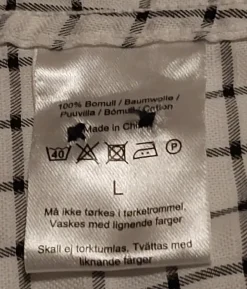 100% Bomull / Baumwolle /
Puuvilla / Bómull / Cotton
Made in China
40 P
L
Må ikke tørkes i tørketrommel,
Vaskes med lignende farger
Skall ej torktumlas, Tvättas med
liknande färger